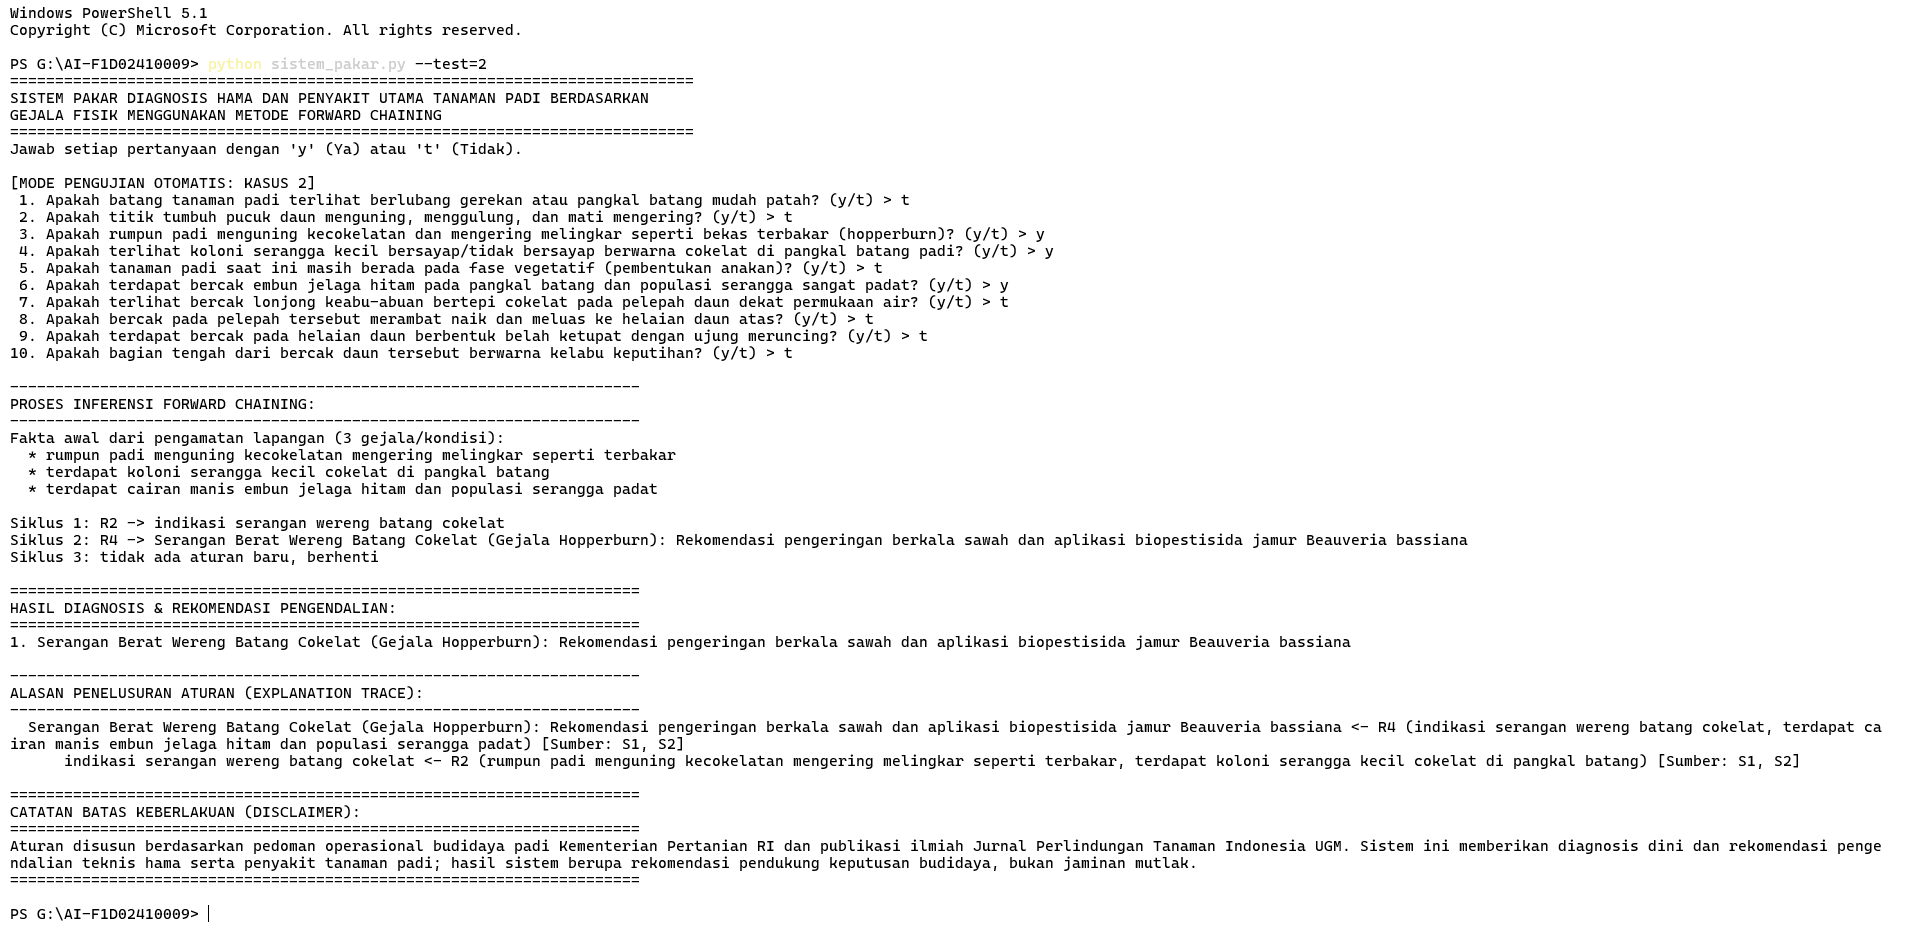 Windows PowerShell 5.1
Copyright (C) Microsoft Corporation. All rights reserved.

PS G:\AI-F1D02410009> python sistem_pakar.py --test=2
============================================================================
SISTEM PAKAR DIAGNOSIS HAMA DAN PENYAKIT UTAMA TANAMAN PADI BERDASARKAN
GEJALA FISIK MENGGUNAKAN METODE FORWARD CHAINING
============================================================================
Jawab setiap pertanyaan dengan 'y' (Ya) atau 't' (Tidak).

[MODE PENGUJIAN OTOMATIS: KASUS 2]
 1. Apakah batang tanaman padi terlihat berlubang gerekan atau pangkal batang mudah patah? (y/t) > t
 2. Apakah titik tumbuh pucuk daun menguning, menggulung, dan mati mengering? (y/t) > t
 3. Apakah rumpun padi menguning kecokelatan dan mengering melingkar seperti bekas terbakar (hopperburn)? (y/t) > y
 4. Apakah terlihat koloni serangga kecil bersayap/tidak bersayap berwarna cokelat di pangkal batang padi? (y/t) > y
 5. Apakah tanaman padi saat ini masih berada pada fase vegetatif (pembentukan anakan)? (y/t) > t
 6. Apakah terdapat bercak embun jelaga hitam pada pangkal batang dan populasi serangga sangat padat? (y/t) > y
 7. Apakah terlihat bercak lonjong keabu-abuan bertepi cokelat pada pelepah daun dekat permukaan air? (y/t) > t
 8. Apakah bercak pada pelepah tersebut merambat naik dan meluas ke helaian daun atas? (y/t) > t
 9. Apakah terdapat bercak pada helaian daun berbentuk belah ketupat dengan ujung meruncing? (y/t) > t
10. Apakah bagian tengah dari bercak daun tersebut berwarna kelabu keputihan? (y/t) > t

----------------------------------------------------------------------
PROSES INFERENSI FORWARD CHAINING:
----------------------------------------------------------------------
Fakta awal dari pengamatan lapangan (3 gejala/kondisi):
  * rumpun padi menguning kecokelatan mengering melingkar seperti terbakar
  * terdapat koloni serangga kecil cokelat di pangkal batang
  * terdapat cairan manis embun jelaga hitam dan populasi serangga padat

Siklus 1: R2 -> indikasi serangan wereng batang cokelat
Siklus 2: R4 -> Serangan Berat Wereng Batang Cokelat (Gejala Hopperburn): Rekomendasi pengeringan berkala sawah dan aplikasi biopestisida jamur Beauveria bassiana
Siklus 3: tidak ada aturan baru, berhenti

======================================================================
HASIL DIAGNOSIS & REKOMENDASI PENGENDALIAN:
======================================================================
1. Serangan Berat Wereng Batang Cokelat (Gejala Hopperburn): Rekomendasi pengeringan berkala sawah dan aplikasi biopestisida jamur Beauveria bassiana

----------------------------------------------------------------------
ALASAN PENELUSURAN ATURAN (EXPLANATION TRACE):
----------------------------------------------------------------------
  Serangan Berat Wereng Batang Cokelat (Gejala Hopperburn): Rekomendasi pengeringan berkala sawah dan aplikasi biopestisida jamur Beauveria bassiana <- R4 (indikasi serangan wereng batang cokelat, terdapat ca
iran manis embun jelaga hitam dan populasi serangga padat) [Sumber: S1, S2]
      indikasi serangan wereng batang cokelat <- R2 (rumpun padi menguning kecokelatan mengering melingkar seperti terbakar, terdapat koloni serangga kecil cokelat di pangkal batang) [Sumber: S1, S2]

======================================================================
CATATAN BATAS KEBERLAKUAN (DISCLAIMER):
======================================================================
Aturan disusun berdasarkan pedoman operasional budidaya padi Kementerian Pertanian RI dan publikasi ilmiah Jurnal Perlindungan Tanaman Indonesia UGM. Sistem ini memberikan diagnosis dini dan rekomendasi penge
ndalian teknis hama serta penyakit tanaman padi; hasil sistem berupa rekomendasi pendukung keputusan budidaya, bukan jaminan mutlak.
======================================================================

PS G:\AI-F1D02410009>